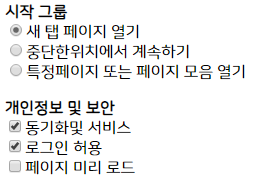 시작 그룹
새 탭 페이지 열기
중단한위치에서 계속하기
특정페이지 또는 페이지 모음 열기
개인정보 및 보안
동기화및 서비스
로그인 허용
페이지 미리 로드